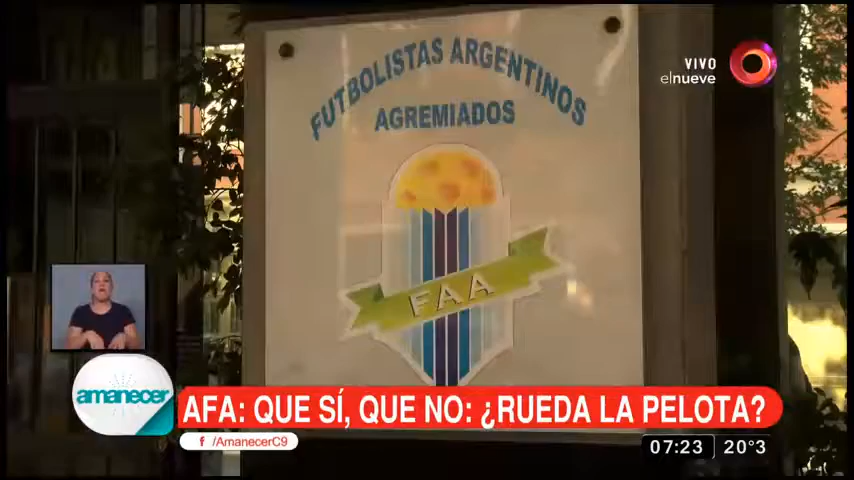 FUTBOLISTAS ARGENTINOS
AGREMIADOS
FAA
VIVO
elnueve
amanecer
AFA: QUE SÍ, QUE NO: ¿RUEDA LA PELOTA?
f /AmanecerC9
07:23 20°3